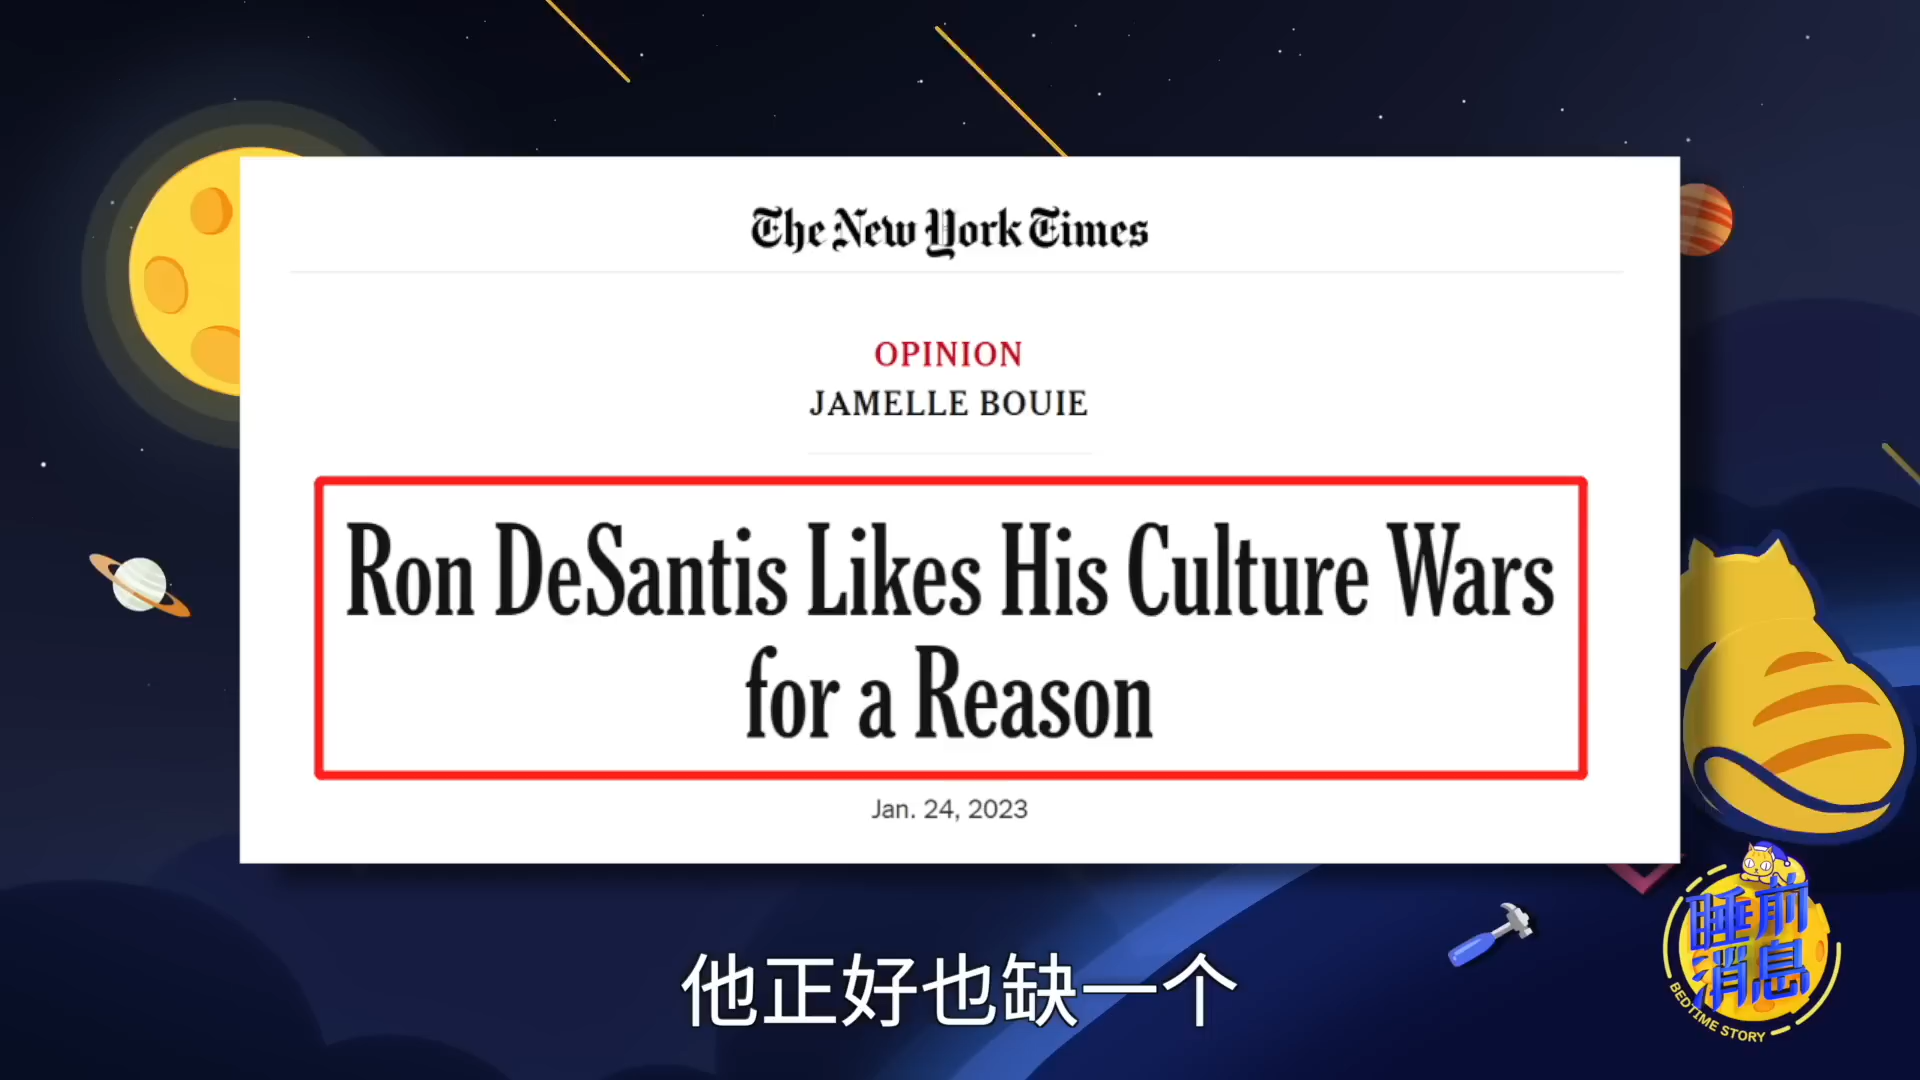 The New York Times
OPINION
JAMELLE BOUIE
Ron DeSantis Likes His Culture Wars
for a Reason
Jan. 24, 2023
他正好也缺一个
睡前
消息
BEDTIME STORY